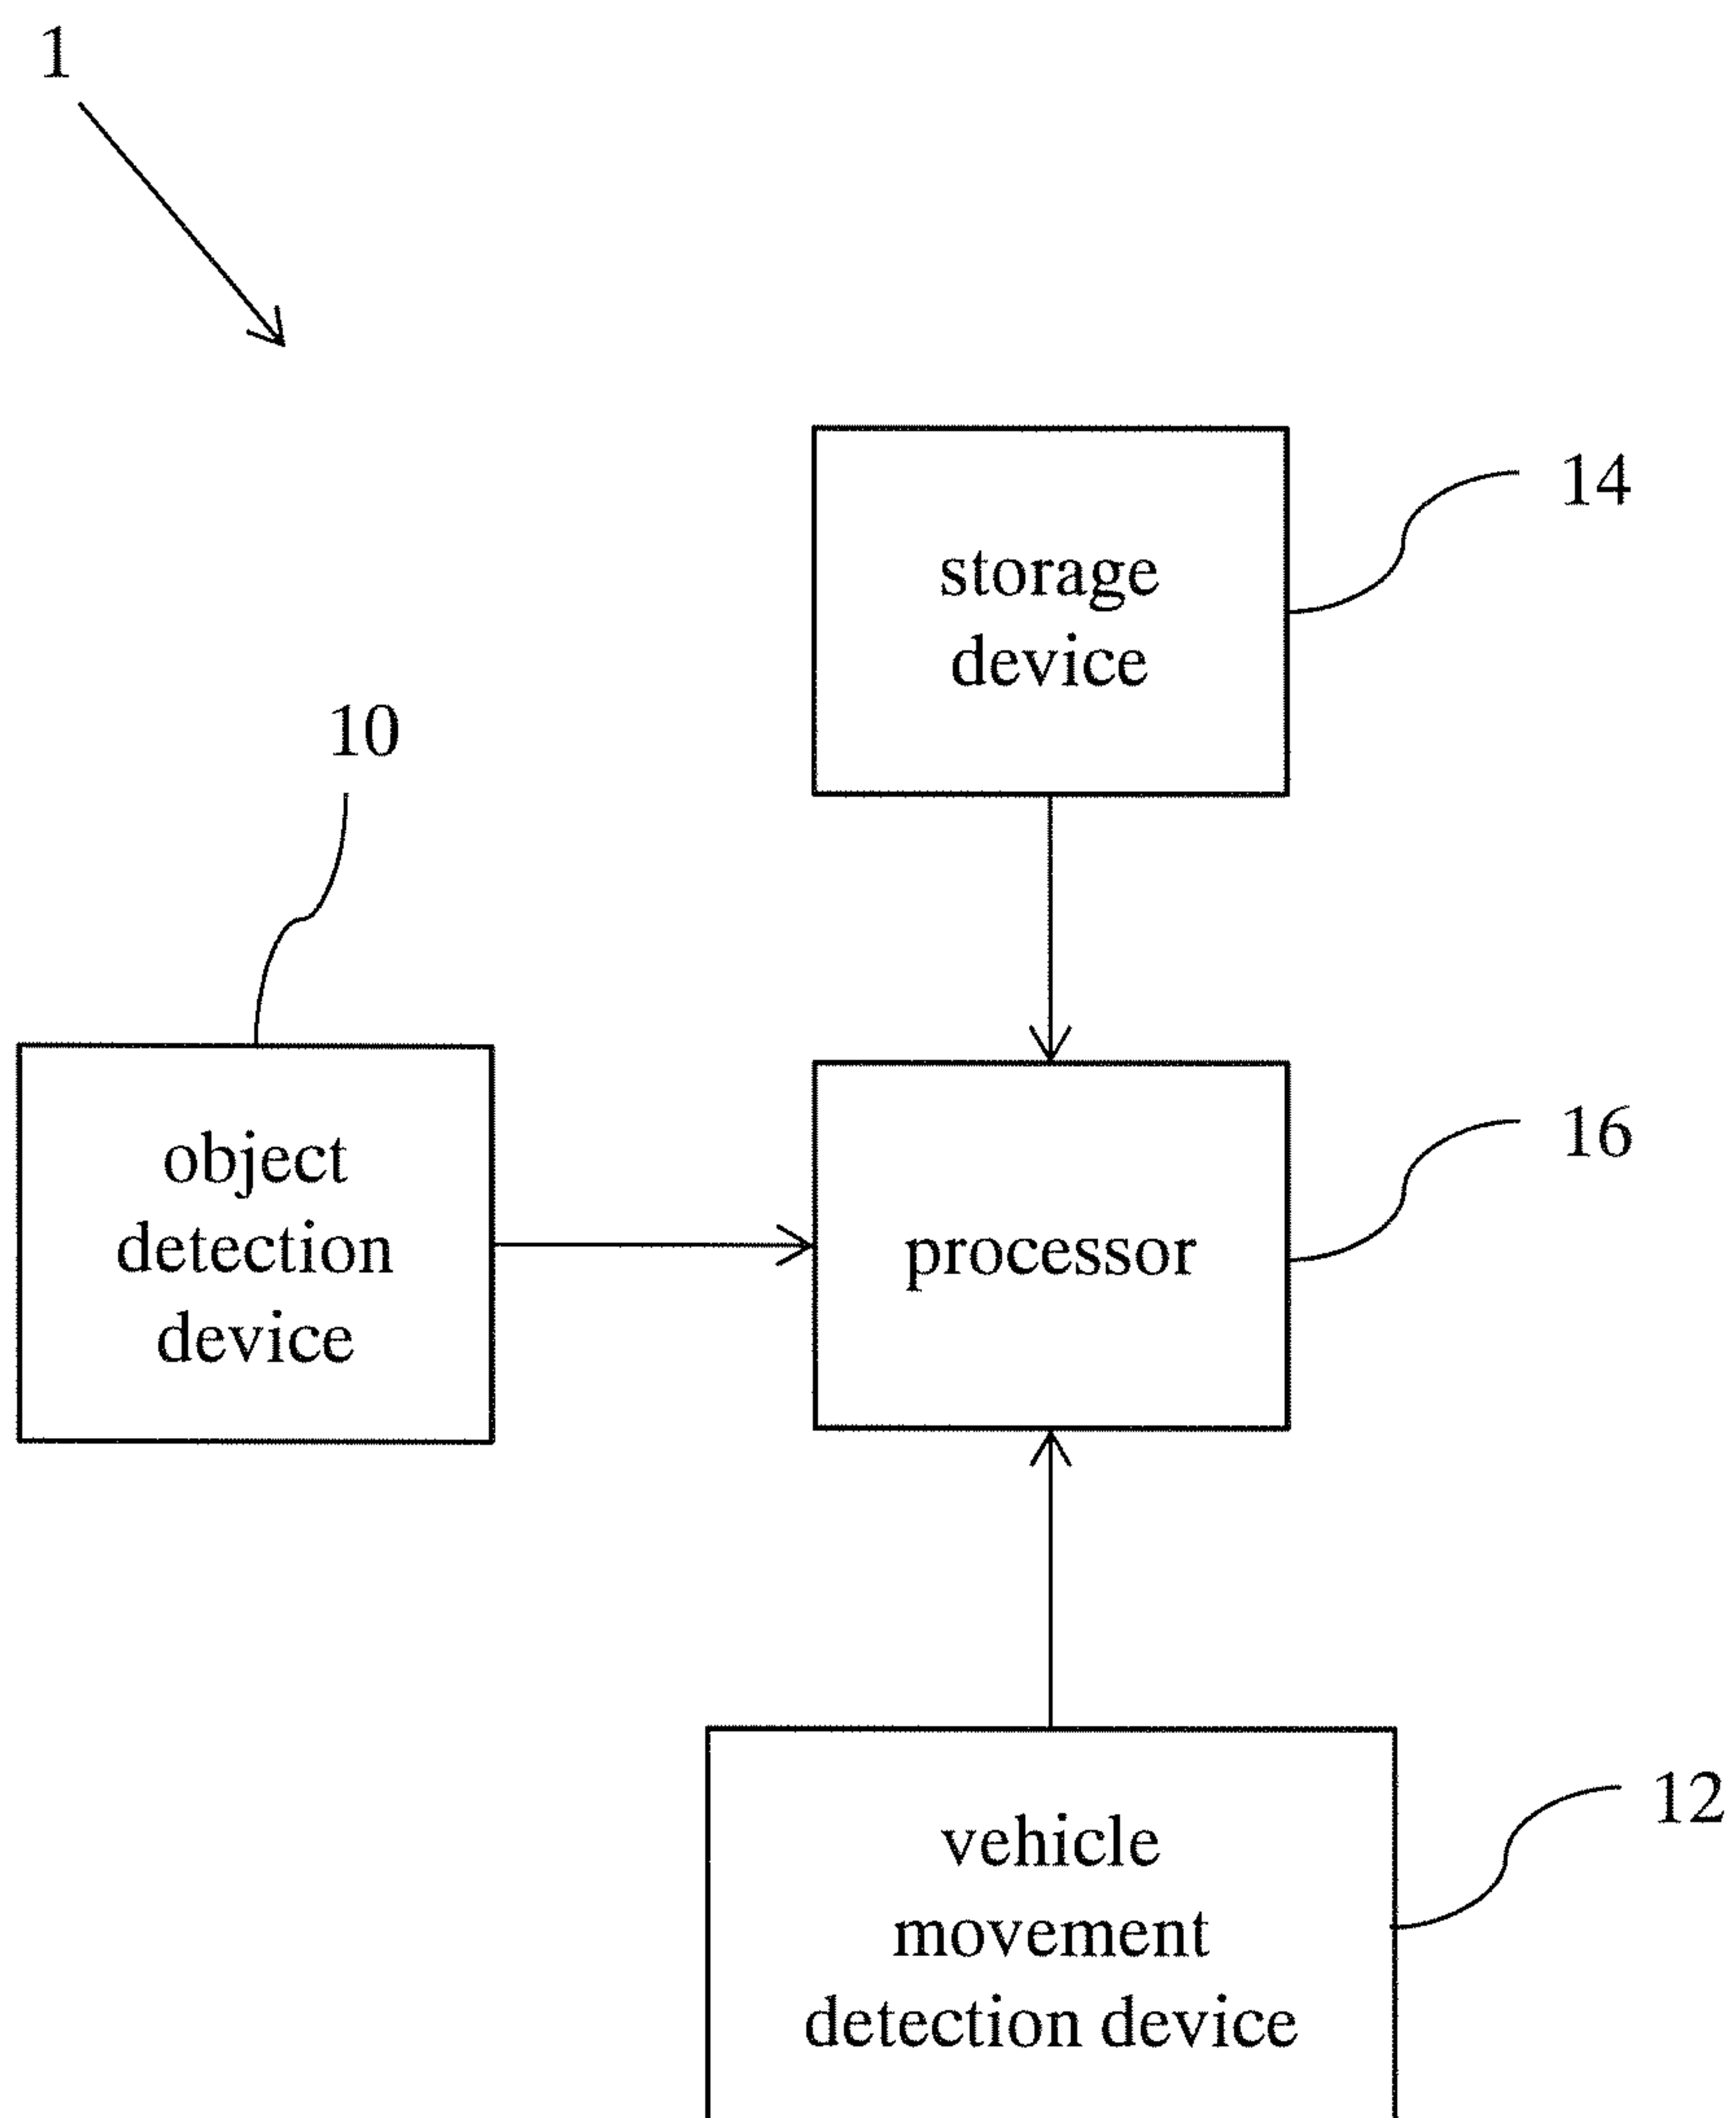 1
14
storage
device
10
object
detection
device
16
processor
12
vehicle
movement
detection device